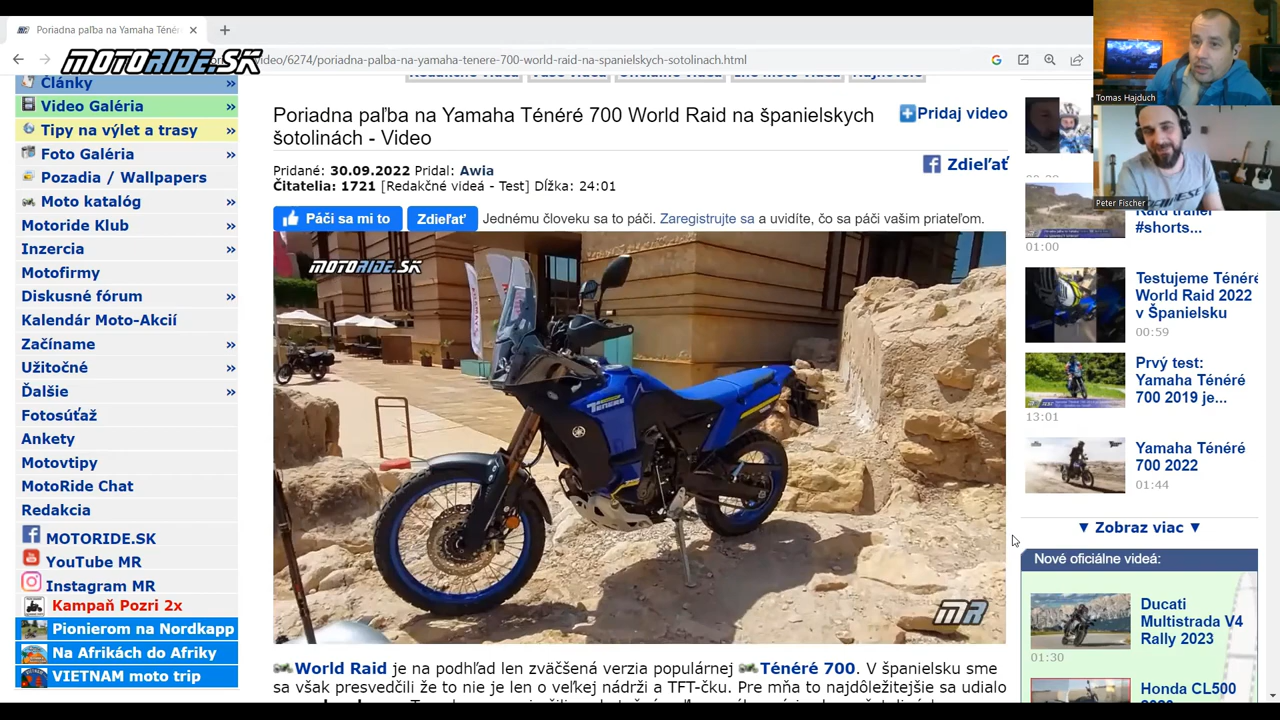 Poriadna paľba na Yamaha Ténér
MOTORIDE.SK
video/6274/poriadna-palba-na-yamaha-tenere-700-world-raid-na-spanielskych-sotolinach.html
Tomas Hajduch
Peter Fischer
Články »
Video Galéria »
Tipy na výlet a trasy »
Foto Galéria »
Pozadia / Wallpapers
Moto katalóg »
Motoride Klub »
Inzercia »
Motofirmy
Diskusné fórum »
Kalendár Moto-Akcií
Začíname »
Užitočné »
Ďalšie »
Fotosúťaž
Ankety
Motovtipy
MotoRide Chat
Redakcia
MOTORIDE.SK
YouTube MR
Instagram MR
Kampaň Pozri 2x
Pionierom na Nordkapp
Na Afrikách do Afriky
VIETNAM moto trip
Poriadna paľba na Yamaha Ténéré 700 World Raid na španielskych
šotolinách - Video
Pridaj video
Pridané: 30.09.2022 Pridal: Awia
Zdieľať
Čitatelia: 1721 [Redakčné videá - Test] Dĺžka: 24:01
Páči sa mi to
Zdieľať
Jednému človeku sa to páči. Zaregistrujte sa a uvidíte, čo sa páči vašim priateľom.
MOTORIDE.SK
TÉNÉRÉ
MR
World Raid je na podhľad len zväčšená verzia populárnej Ténéré 700. V španielsku sme
sa však presvedčili že to nie je len o veľkej nádrži a TFT-čku. Pre mňa to najdôležitejšie sa udialo
Raid trailer
#shorts...
01:00
Testujeme Ténéré
World Raid 2022
v Španielsku
00:59
Prvý test:
Yamaha Ténéré
700 2019 je...
13:01
Yamaha Ténéré
700 2022
01:44
▼ Zobraz viac ▼
Nové oficiálne videá:
Ducati
Multistrada V4
Rally 2023
01:30
Honda CL500